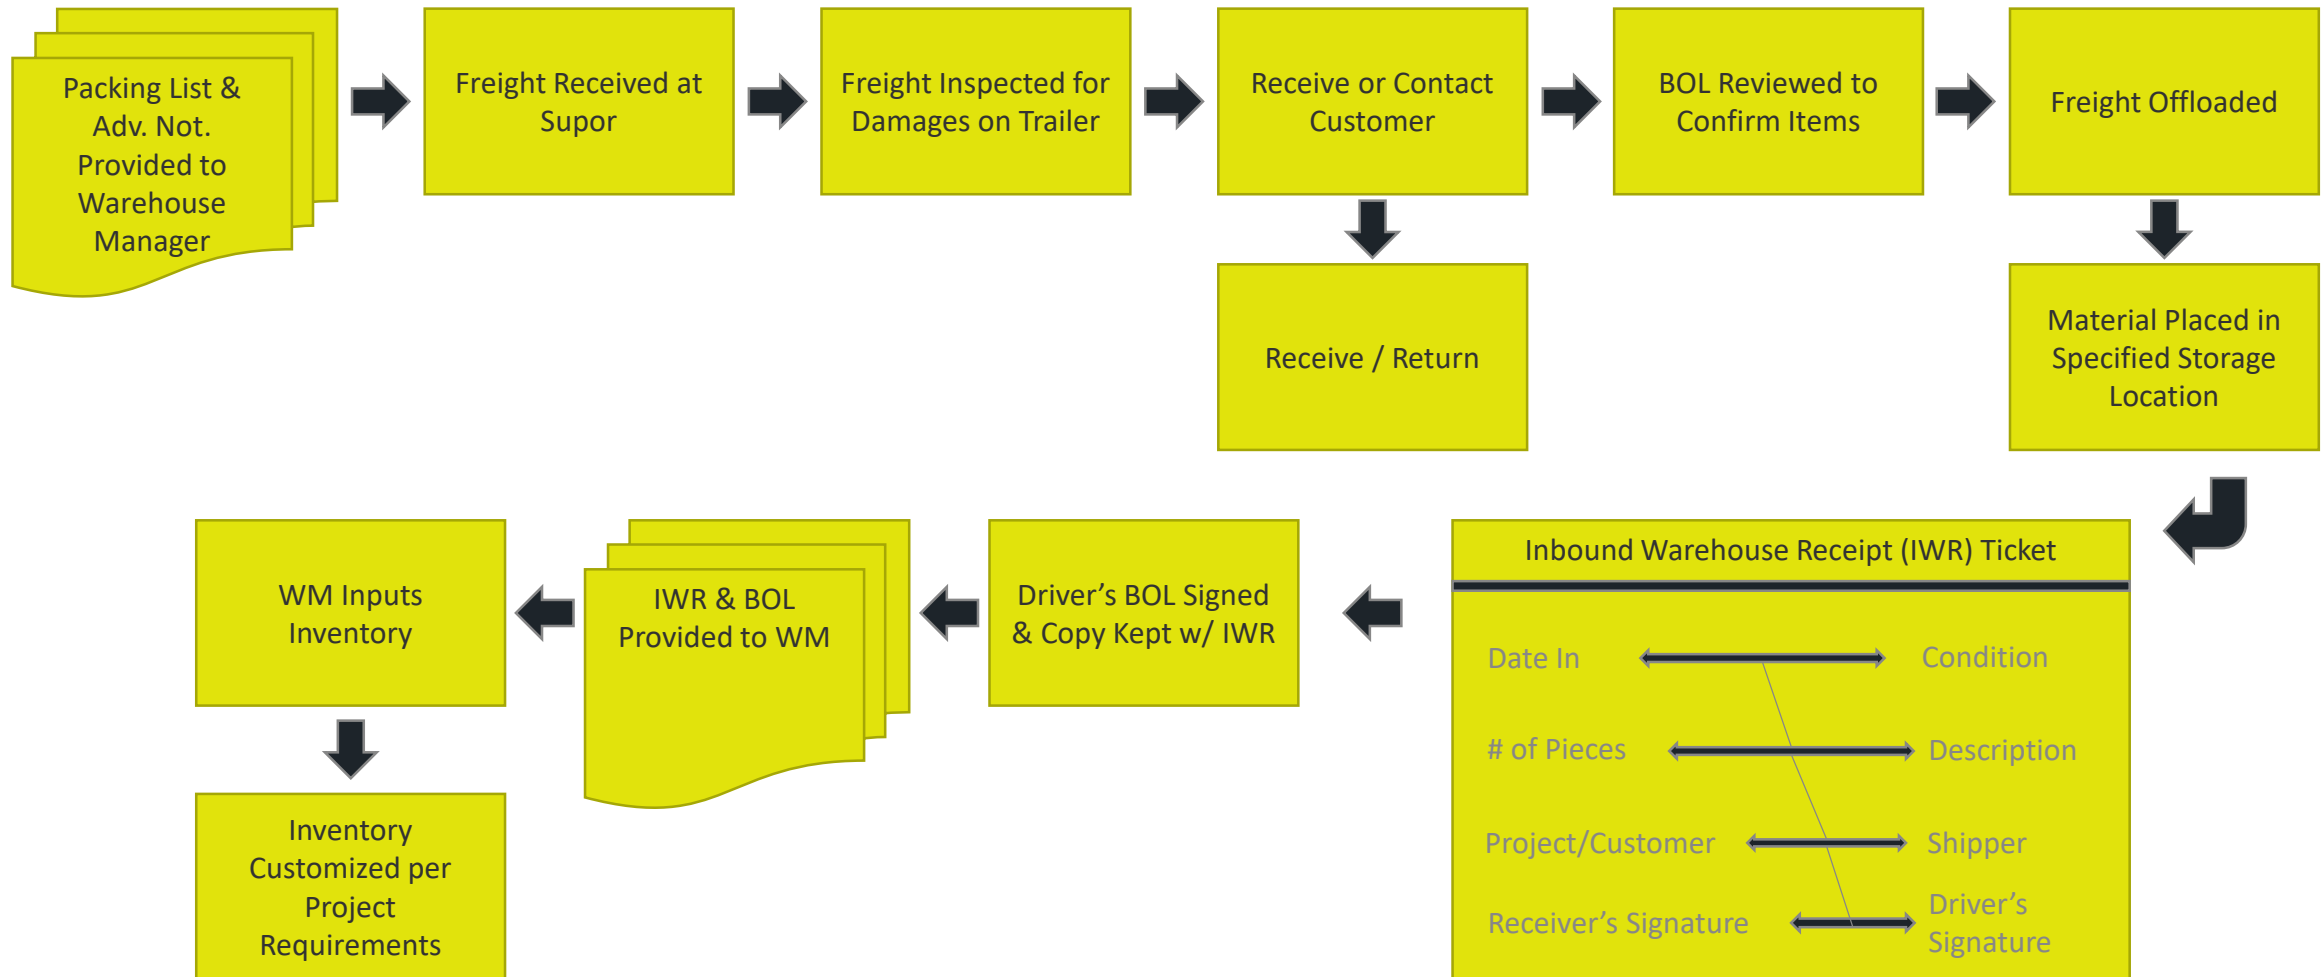 Packing List &
Adv. Not.
Provided to
Warehouse
Manager
Freight Received at
Supor
Freight Inspected for
Damages on Trailer
Receive or Contact
Customer
BOL Reviewed to
Confirm Items
Freight Offloaded
Receive / Return
Material Placed in
Specified Storage
Location
Inbound Warehouse Receipt (IWR) Ticket
Date In
Condition
# of Pieces
Description
Project/Customer
Shipper
Receiver’s Signature
Driver’s
Signature
Driver’s BOL Signed
& Copy Kept w/ IWR
IWR & BOL
Provided to WM
WM Inputs
Inventory
Inventory
Customized per
Project
Requirements